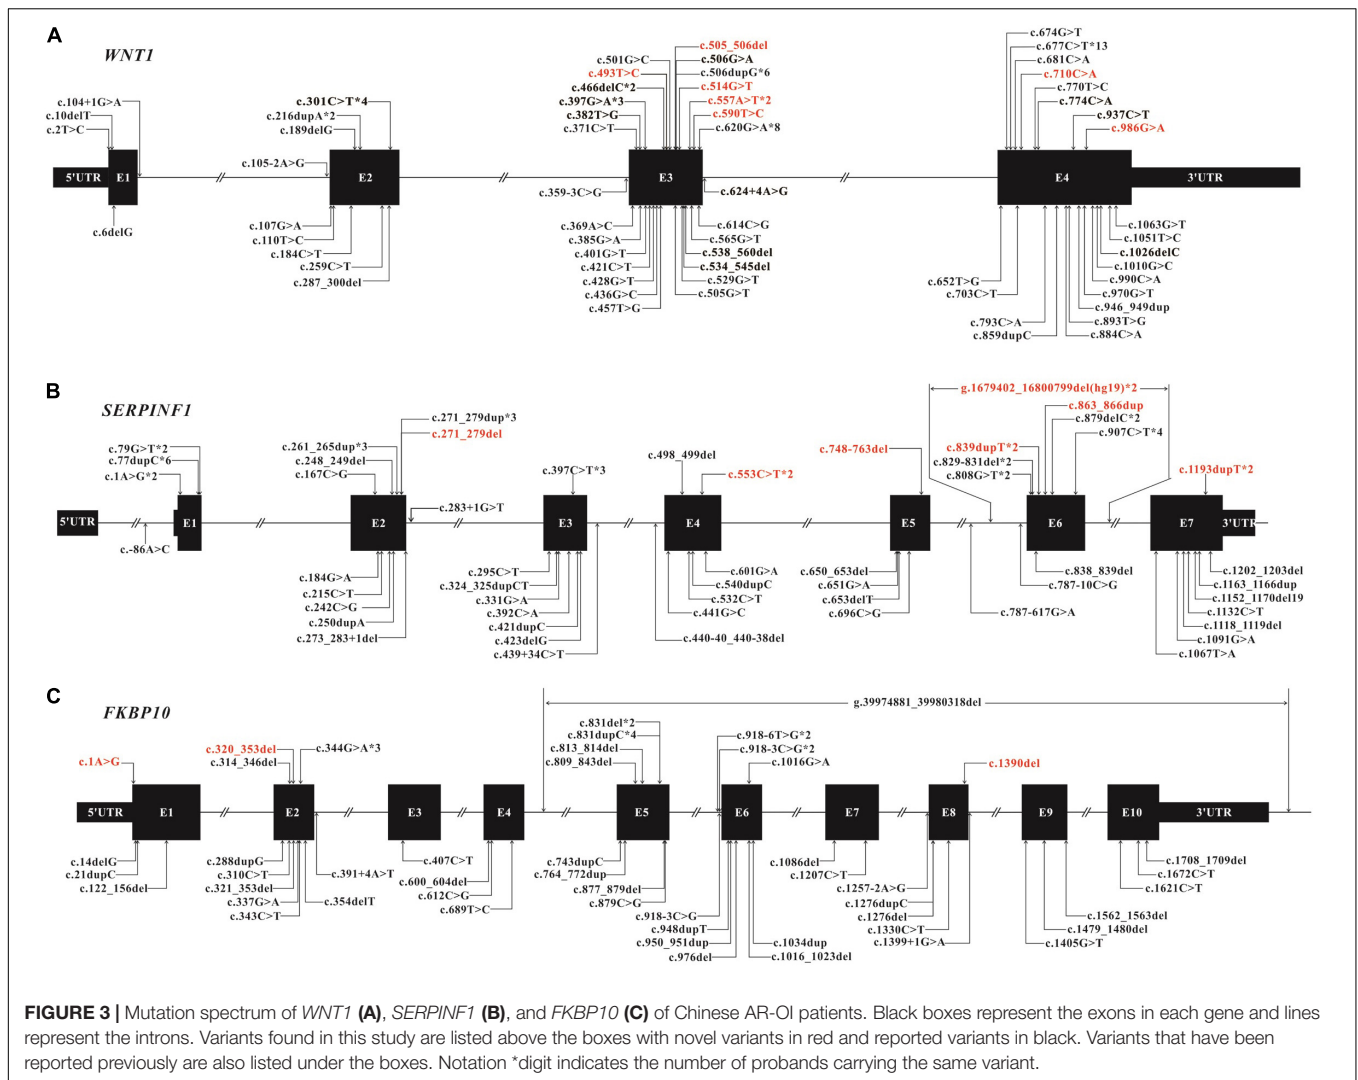 A
WNT1
c.104+1G>A
c.10delT
c.2T>C
5'UTR
E1
c.6delG
c.301C>T*4
c.216dupA*2
c.189delG
c.105-2A>G
E2
c.107G>A
c.110T>C
c.184C>T
c.259C>T
c.287_300del
c.505_506del
c.501G>C
c.506G>A
c.493T>C
c.506dupG*6
c.466delC*2
c.514G>T
c.397G>A*3
c.557A>T*2
c.382T>G
c.590T>C
c.371C>T
c.620G>A*8
c.359-3C>G
E3
c.624+4A>G
c.369A>C
c.385G>A
c.401G>T
c.421C>T
c.428G>T
c.436G>C
c.457T>G
c.614C>G
c.565G>T
c.538_560del
c.534_545del
c.529G>T
c.505G>T
c.674G>T
c.677C>T*13
c.681C>A
c.710C>A
c.770T>C
c.774C>A
c.937C>T
c.986G>A
E4
3'UTR
c.652T>G
c.703C>T
c.793C>A
c.859dupC
c.1063G>T
c.1051T>C
c.1026delC
c.1010G>C
c.990C>A
c.970G>T
c.946_949dup
c.893T>G
c.884C>A
B
SERPINF1
c.79G>T*2
c.77dupC*6
c.1A>G*2
5'UTR
E1
c.-86A>C
c.271_279dup*3
c.271_279del
c.261_265dup*3
c.248_249del
c.167C>G
c.283+1G>T
E2
c.184G>A
c.215C>T
c.242C>G
c.250dupA
c.273_283+1del
c.397C>T*3
E3
c.295C>T
c.324_325dupCT
c.331G>A
c.392C>A
c.421dupC
c.423delG
c.439+34C>T
c.498_499del
c.553C>T*2
E4
c.601G>A
c.540dupC
c.532C>T
c.441G>C
c.440-40_440-38del
c.748-763del
E5
c.650_653del
c.651G>A
c.653delT
c.696C>G
g.1679402_16800799del(hg19)*2
c.863_866dup
c.879delC*2
c.907C>T*4
c.839dupT*2
c.829-831del*2
c.808G>T*2
E6
c.838_839del
c.787-10C>G
c.787-617G>A
c.1193dupT*2
E7
3'UTR
c.1202_1203del
c.1163_1166dup
c.1152_1170del19
c.1132C>T
c.1118_1119del
c.1091G>A
c.1067T>A
C
FKBP10
c.1A>G
5'UTR
E1
c.14delG
c.21dupC
c.122_156del
c.320_353del
c.314_346del
c.344G>A*3
E2
c.288dupG
c.310C>T
c.321_353del
c.337G>A
c.343C>T
c.391+4A>T
c.354delT
E3
c.407C>T
E4
c.600_604del
c.612C>G
c.689T>C
g.39974881_39980318del
c.831del*2
c.831dupC*4
c.813_814del
c.809_843del
E5
c.743dupC
c.764_772dup
c.877_879del
c.879C>G
c.918-6T>G*2
c.918-3C>G*2
c.1016G>A
E6
c.918-3C>G
c.948dupT
c.950_951dup
c.976del
c.1034dup
c.1016_1023del
E7
c.1086del
c.1207C>T
c.1390del
E8
c.1257-2A>G
c.1276dupC
c.1276del
c.1330C>T
c.1399+1G>A
E9
c.1562_1563del
c.1479_1480del
c.1405G>T
E10
3'UTR
c.1708_1709del
c.1672C>T
c.1621C>T
FIGURE 3 | Mutation spectrum of WNT1 (A), SERPINF1 (B), and FKBP10 (C) of Chinese AR-OI patients. Black boxes represent the exons in each gene and lines
represent the introns. Variants found in this study are listed above the boxes with novel variants in red and reported variants in black. Variants that have been
reported previously are also listed under the boxes. Notation *digit indicates the number of probands carrying the same variant.